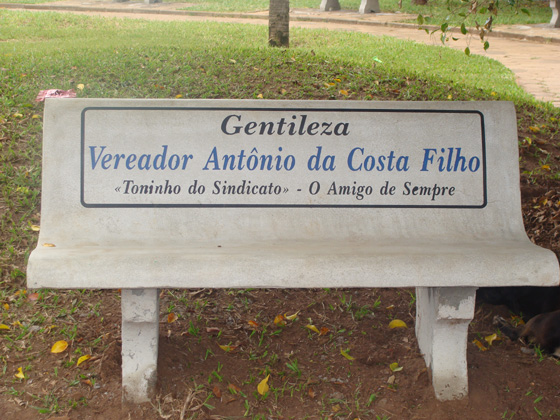 Gentileza
Vereador Antônio da Costa Filho
«Toninho do Sindicato» - O Amigo de Sempre